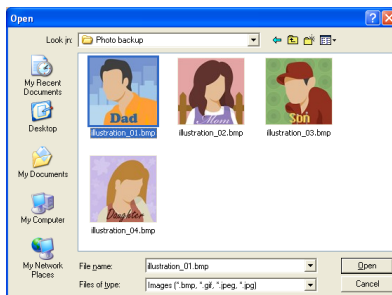 Open
Look in:
Photo backup
My Recent
Documents
Desktop
My Documents
My Computer
My Network
Places
Dad
illustration_01.bmp
Mom
illustration_02.bmp
Son
illustration_03.bmp
Daughter
illustration_04.bmp
File name:
illustration_01.bmp
Open
Files of type:
Images (*.bmp, *.gif, *.jpeg, *.jpg)
Cancel